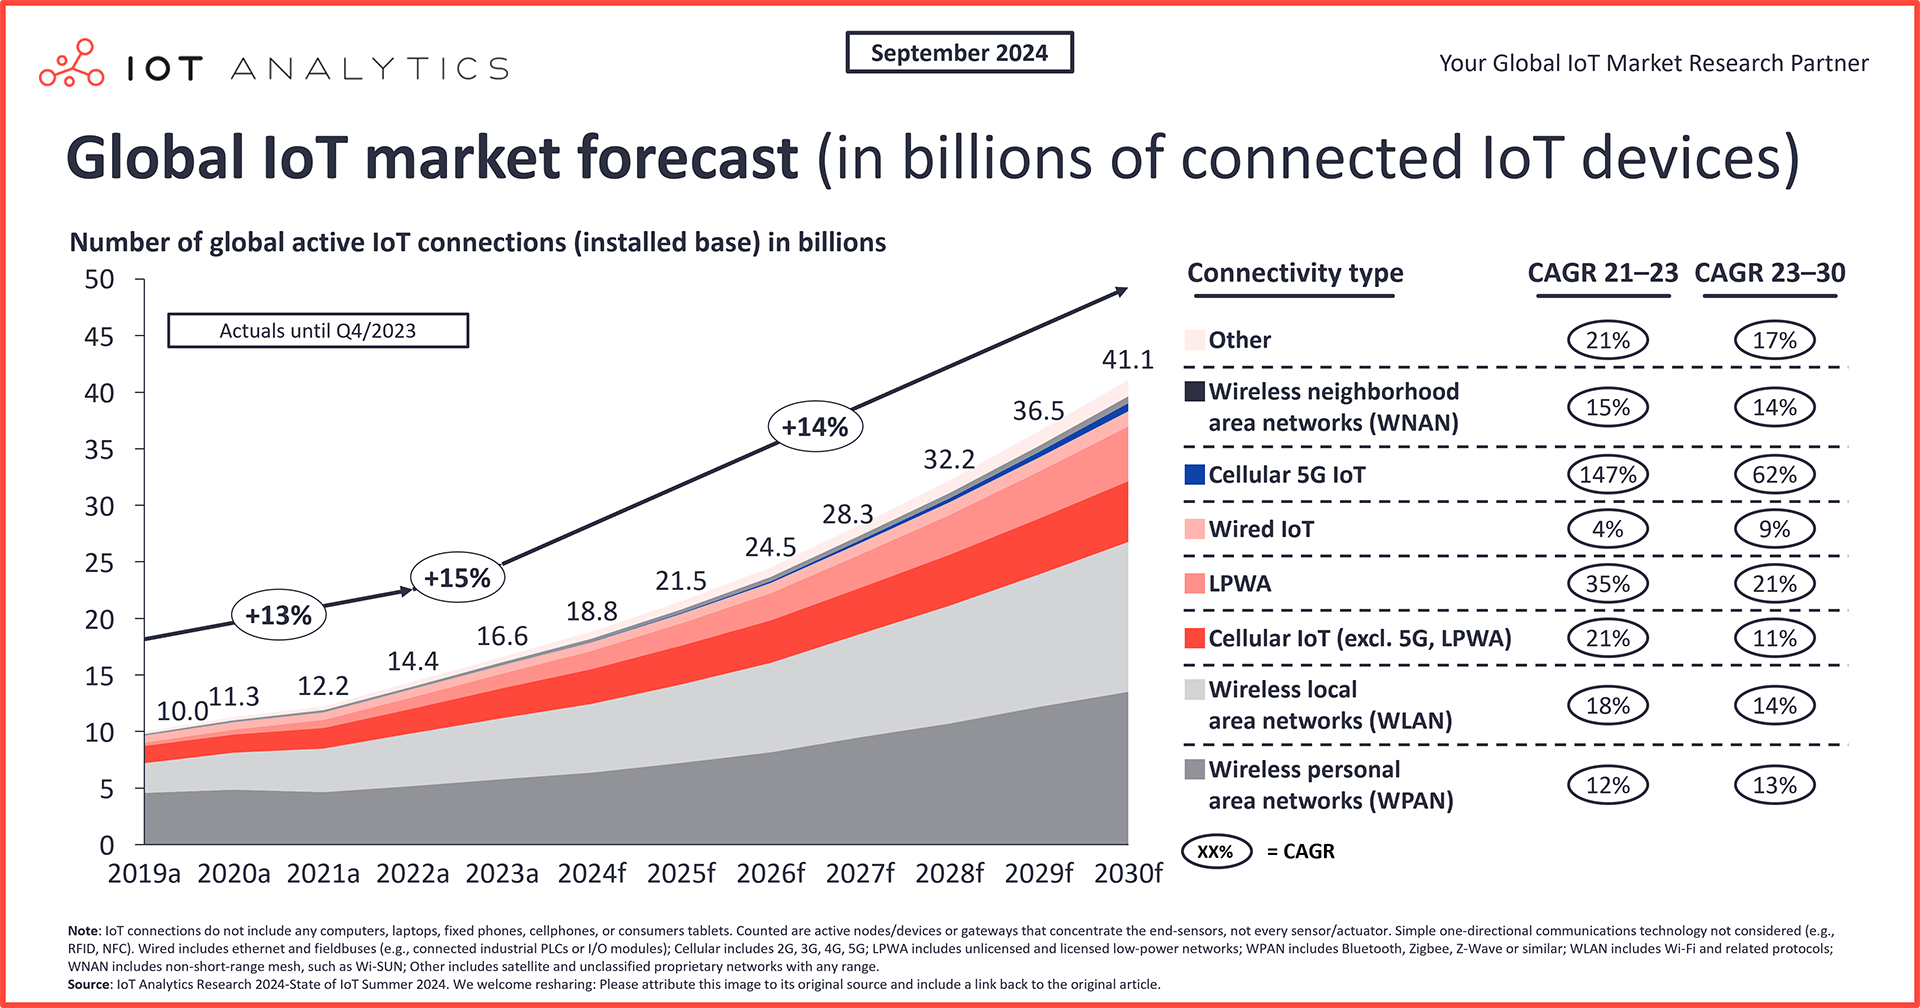 IOT ANALYTICS
September 2024
Your Global IoT Market Research Partner
Global IoT market forecast (in billions of connected IoT devices)
Number of global active IoT connections (installed base) in billions
50
45
40
35
30
25
20
15
10
5
0
Actuals until Q4/2023
+13%
+15%
+14%
10.0
11.3
12.2
14.4
16.6
18.8
21.5
24.5
28.3
32.2
36.5
41.1
2019a 2020a 2021a 2022a 2023a 2024f 2025f 2026f 2027f 2028f 2029f 2030f
Connectivity type CAGR 21–23 CAGR 23–30
Other 21% 17%
Wireless neighborhood
area networks (WNAN) 15% 14%
Cellular 5G IoT 147% 62%
Wired IoT 4% 9%
LPWA 35% 21%
Cellular IoT (excl. 5G, LPWA) 21% 11%
Wireless local
area networks (WLAN) 18% 14%
Wireless personal
area networks (WPAN) 12% 13%
XX% = CAGR
Note: IoT connections do not include any computers, laptops, fixed phones, cellphones, or consumers tablets. Counted are active nodes/devices or gateways that concentrate the end-sensors, not every sensor/actuator. Simple one-directional communications technology not considered (e.g.,
RFID, NFC). Wired includes ethernet and fieldbuses (e.g., connected industrial PLCs or I/O modules); Cellular includes 2G, 3G, 4G, 5G; LPWA includes unlicensed and licensed low-power networks; WPAN includes Bluetooth, Zigbee, Z-Wave or similar; WLAN includes Wi-Fi and related protocols;
WNAN includes non-short-range mesh, such as Wi-SUN; Other includes satellite and unclassified proprietary networks with any range.
Source: IoT Analytics Research 2024-State of IoT Summer 2024. We welcome resharing: Please attribute this image to its original source and include a link back to the original article.